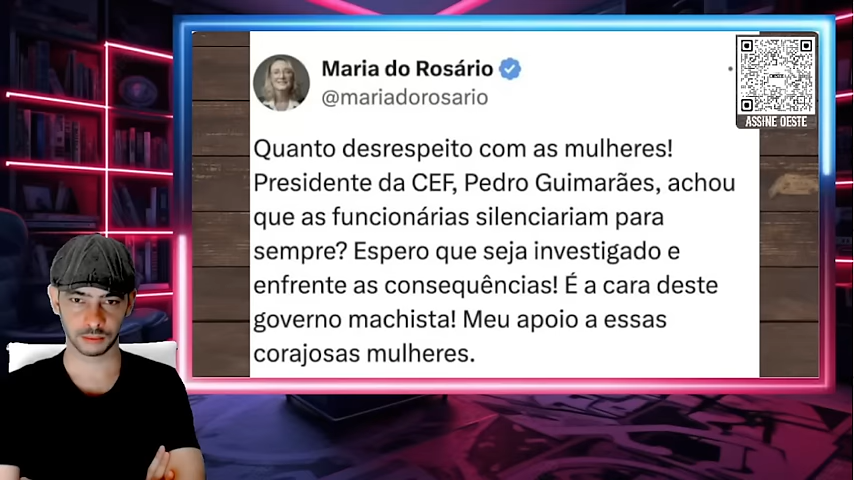 Maria do Rosário
@mariadorosario
ASSINE OESTE
Quanto desrespeito com as mulheres!
Presidente da CEF, Pedro Guimarães, achou
que as funcionárias silenciariam para
sempre? Espero que seja investigado e
enfrente as consequências! É a cara deste
governo machista! Meu apoio a essas
corajosas mulheres.